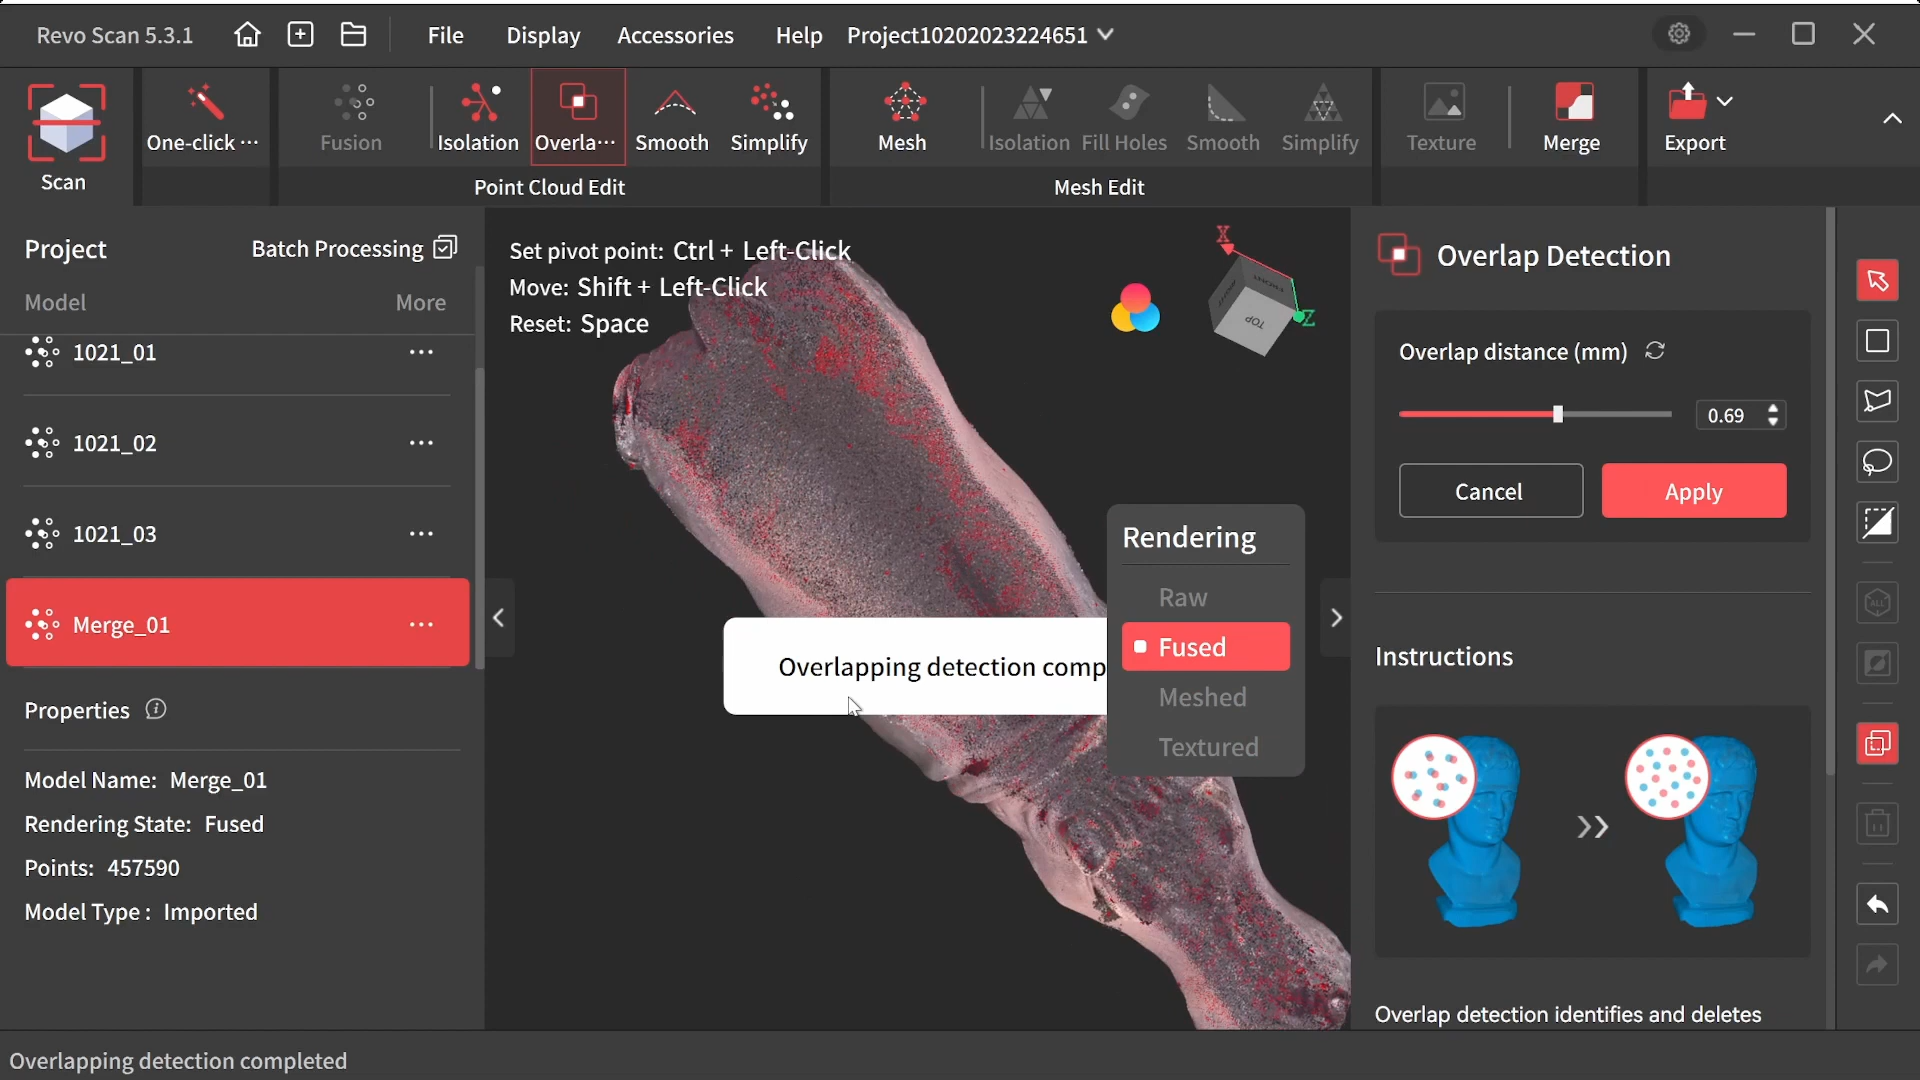 Revo Scan 5.3.1
File
Display
Accessories
Help
Project10202023224651
Scan
One-click ...
Fusion
Isolation
Overla...
Smooth
Simplify
Point Cloud Edit
Mesh
Isolation
Fill Holes
Smooth
Simplify
Mesh Edit
Texture
Merge
Export
Project
Batch Processing
Model
More
1021_01
1021_02
1021_03
Merge_01
Properties
Model Name: Merge_01
Rendering State: Fused
Points: 457590
Model Type : Imported
Set pivot point: Ctrl + Left-Click
Move: Shift + Left-Click
Reset: Space
X
Z
TOP
Overlapping detection comp
Rendering
Raw
Fused
Meshed
Textured
Overlap Detection
Overlap distance (mm)
0.69
Cancel
Apply
Instructions
Overlap detection identifies and deletes
ALL
Overlapping detection completed